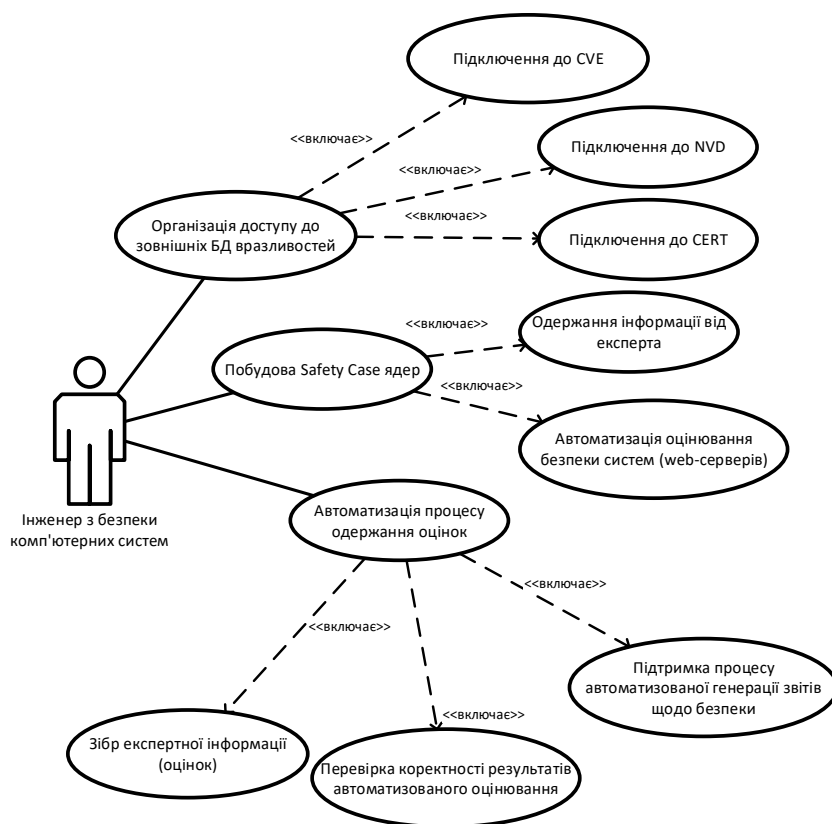 Підключення до CVE
<<включає>>
Підключення до NVD
<<включає>>
<<включає>>
Організація доступу до
зовнішніх БД вразливостей
Підключення до CERT
<<включає>>
Одержання інформації від
експерта
Побудова Safety Case ядер
<<включає>>
Автоматизація оцінювання
безпеки систем (web-серверів)
Інженер з безпеки
комп'ютерних систем
Автоматизація процесу
одержання оцінок
<<включає>>
<<включає>>
Підтримка процесу
автоматизованої генерації звітів
щодо безпеки
<<включає>>
Зібр експертної інформації
(оцінок)
Перевірка коректності результатів
автоматизованого оцінювання